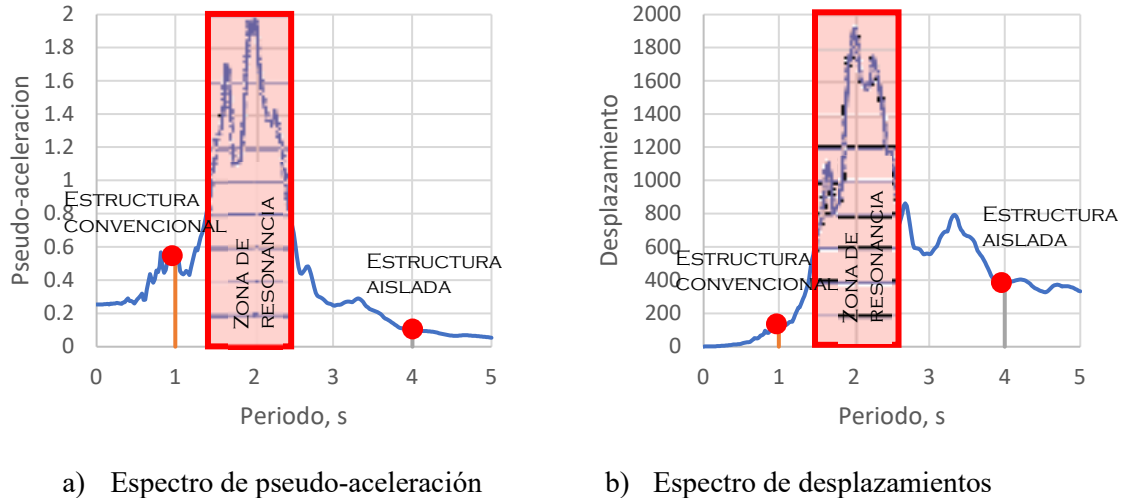 2
1.8
1.6
1.4
1.2
1
0.8
0.6
0.4
0.2
0
Pseudo-aceleracion
ESTRUCTURA
CONVENCIONAL
ZONA DE
RESONANCIA
ESTRUCTURA
AISLADA
0 1 2 3 4 5
Periodo, s
a) Espectro de pseudo-aceleración
2000
1800
1600
1400
1200
1000
800
600
400
200
0
Desplazamiento
ESTRUCTURA
CONVENCIONAL
ZONA DE
RESONANCIA
ESTRUCTURA
AISLADA
0 1 2 3 4 5
Periodo, s
b) Espectro de desplazamientos